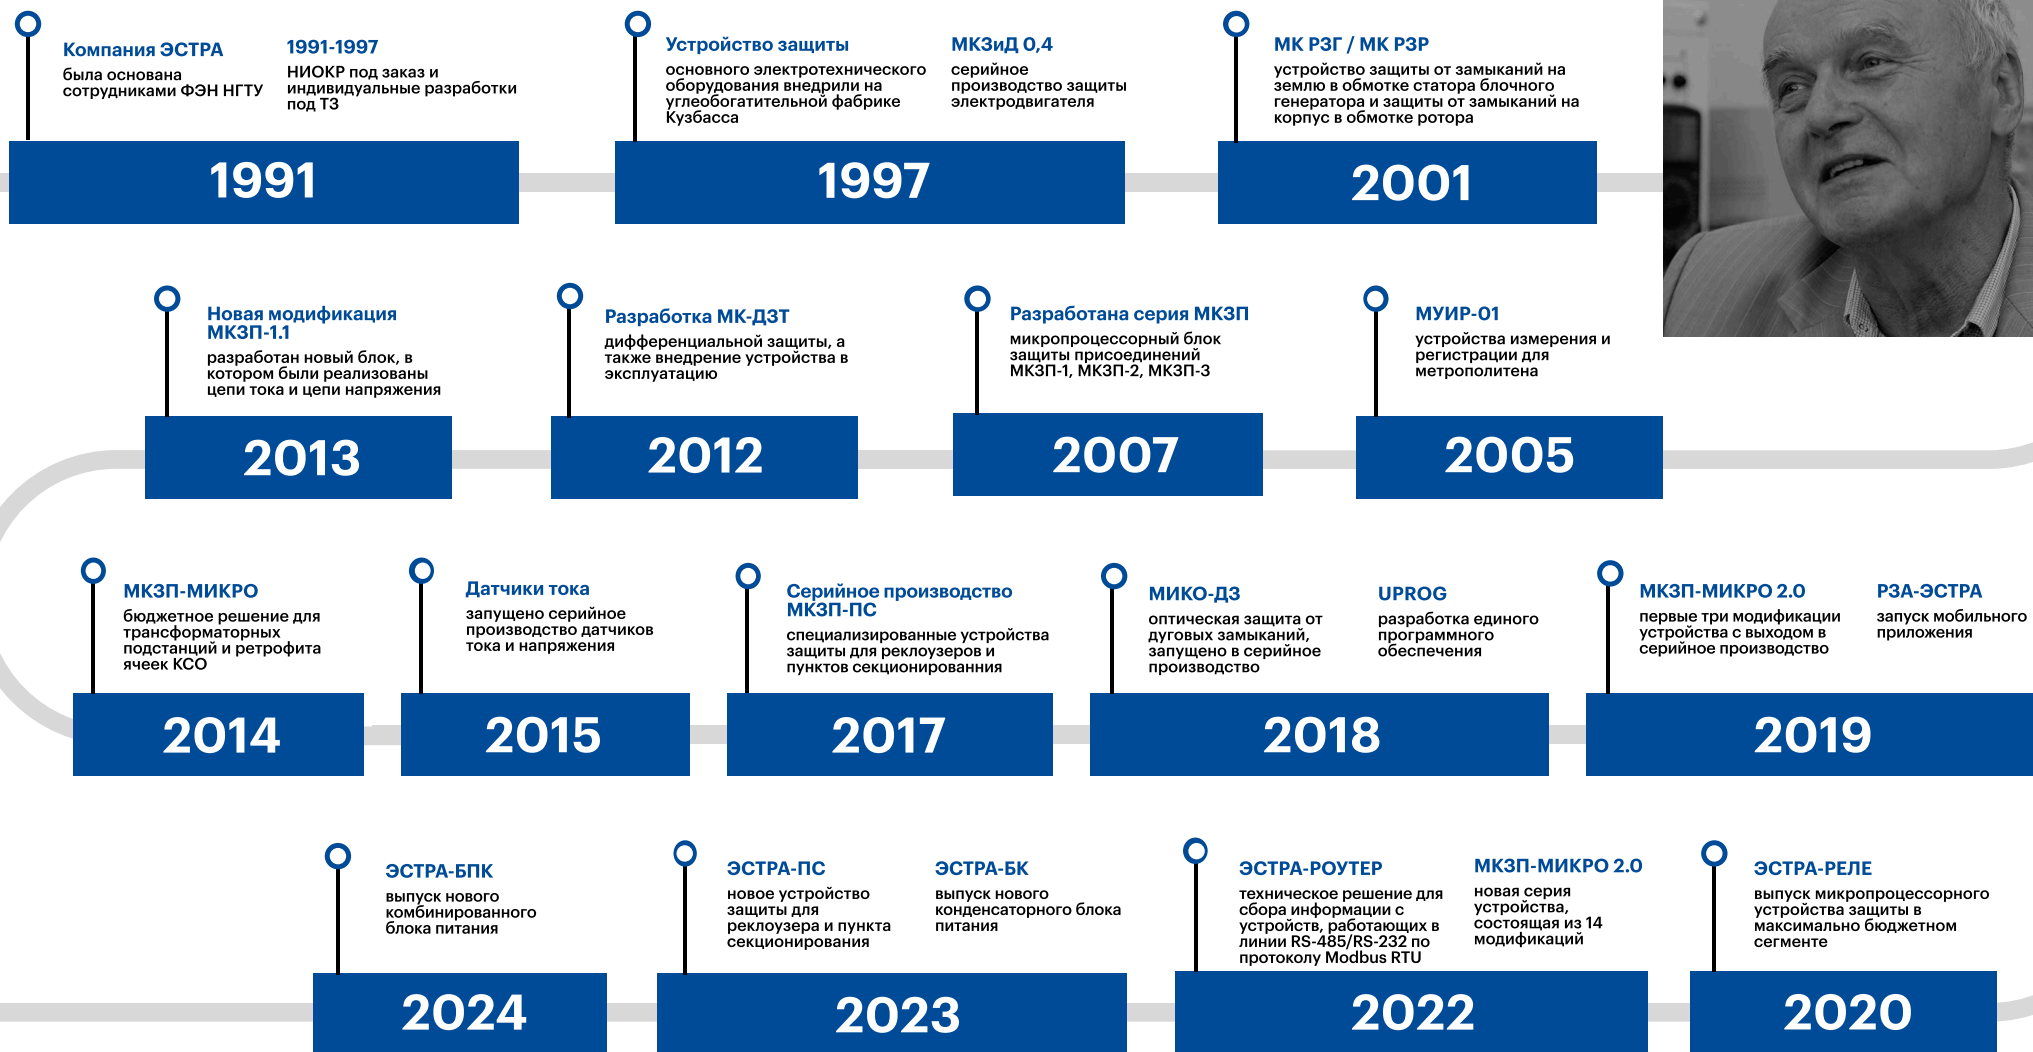 Компания ЭСТРА
была основана
сотрудниками ФЭН НГТУ
1991-1997
НИОКР под заказ и
индивидуальные разработки
под ТЗ
1991
Устройство защиты
основного электротехнического
оборудования внедрили на
углеобогатительной фабрике
Кузбасса
МКЗиД 0,4
серийное
производство защиты
электродвигателя
1997
МК РЗГ / МК РЗР
устройство защиты от замыканий на
землю в обмотке статора блочного
генератора и защиты от замыканий на
корпус в обмотке ротора
2001
Новая модификация
МКЗП-1.1
разработан новый блок, в
котором были реализованы
цепи тока и цепи напряжения
2013
Разработка МК-ДЗТ
дифференциальной защиты, а
также внедрение устройства в
эксплуатацию
2012
Разработана серия МКЗП
микропроцессорный блок
защиты присоединений
МКЗП-1, МКЗП-2, МКЗП-3
2007
МУИР-01
устройства измерения и
регистрации для
метрополитена
2005
МКЗП-МИКРО
бюджетное решение для
трансформаторных
подстанций и ретрофита
ячеек КСО
2014
Датчики тока
запущено серийное
производство датчиков
тока и напряжения
2015
Серийное производство
МКЗП-ПС
специализированные устройства
защиты для реклоузеров и
пунктов секционированния
2017
МИКО-ДЗ
оптическая защита от
дуговых замыканий,
запущено в серийное
производство
UPROG
разработка единого
программного
обеспечения
2018
МКЗП-МИКРО 2.0
первые три модификации
устройства с выходом в
серийное производство
РЗА-ЭСТРА
запуск мобильного
приложения
2019
ЭСТРА-БПК
выпуск нового
комбинированного
блока питания
2024
ЭСТРА-ПС
новое устройство
защиты для
реклоузера и пункта
секционирования
ЭСТРА-БК
выпуск нового
конденсаторного блока
питания
2023
ЭСТРА-РОУТЕР
техническое решение для
сбора информации с
устройств, работающих в
линии RS-485/RS-232 по
протоколу Modbus RTU
МКЗП-МИКРО 2.0
новая серия
устройства,
состоящая из 14
модификаций
2022
ЭСТРА-РЕЛЕ
выпуск микропроцессорного
устройства защиты в
максимально бюджетном
сегменте
2020